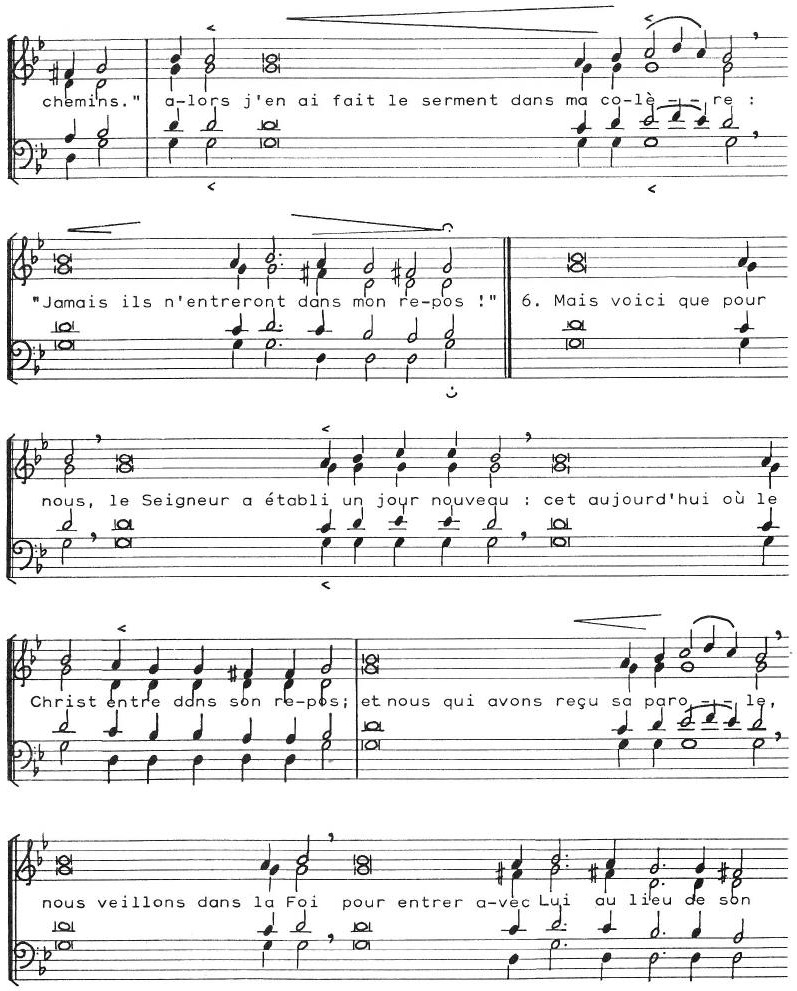 chemins." a-lors j'en ai fait le serment dans ma co-lè - - re :
"Jamais ils n'entreront dans mon re-pos !" 6. Mais voici que pour
nous, le Seigneur a établi un jour nouveau : cet aujourd'hui où le
Christ entre dans son re-pos; et nous qui avons reçu sa paro - - le,
nous veillons dans la Foi pour entrer a-vec Lui au lieu de son